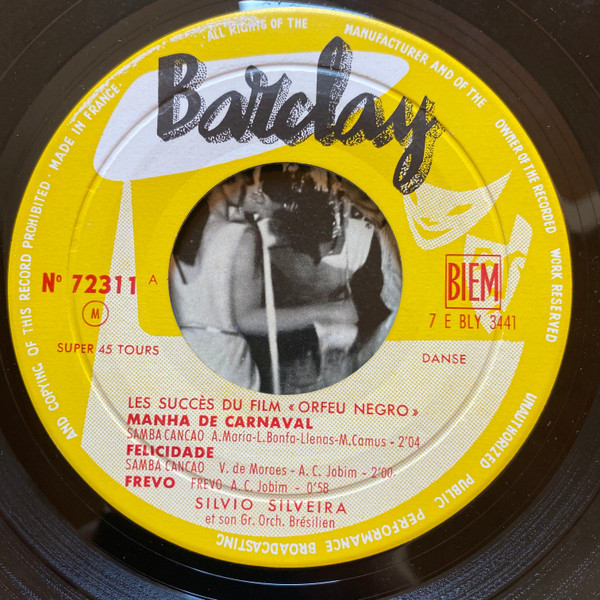 Barclay
ALL RIGHTS OF THE MANUFACTURER AND OF THE OWNER OF THE RECORDED WORK RESERVED
UNAUTHORIZED PUBLIC PERFORMANCE BROADCASTING
AND COPYING OF THIS RECORD PROHIBITED · MADE IN FRANCE ·
Nº 72311 A
M
BIEM
7 E BLY 3441
SUPER 45 TOURS
DANSE
LES SUCCÈS DU FILM « ORFEU NEGRO »
MANHA DE CARNAVAL
SAMBA CANCAO A.Maria-L.Bonfa-Llenas-M.Camus - 2'04
FELICIDADE
SAMBA CANCAO V. de Moraes - A. C. Jobim - 2'00
FREVO FREVO A. C. Jobim - 0'58
SILVIO SILVEIRA
et son Gr. Orch. Brésilien